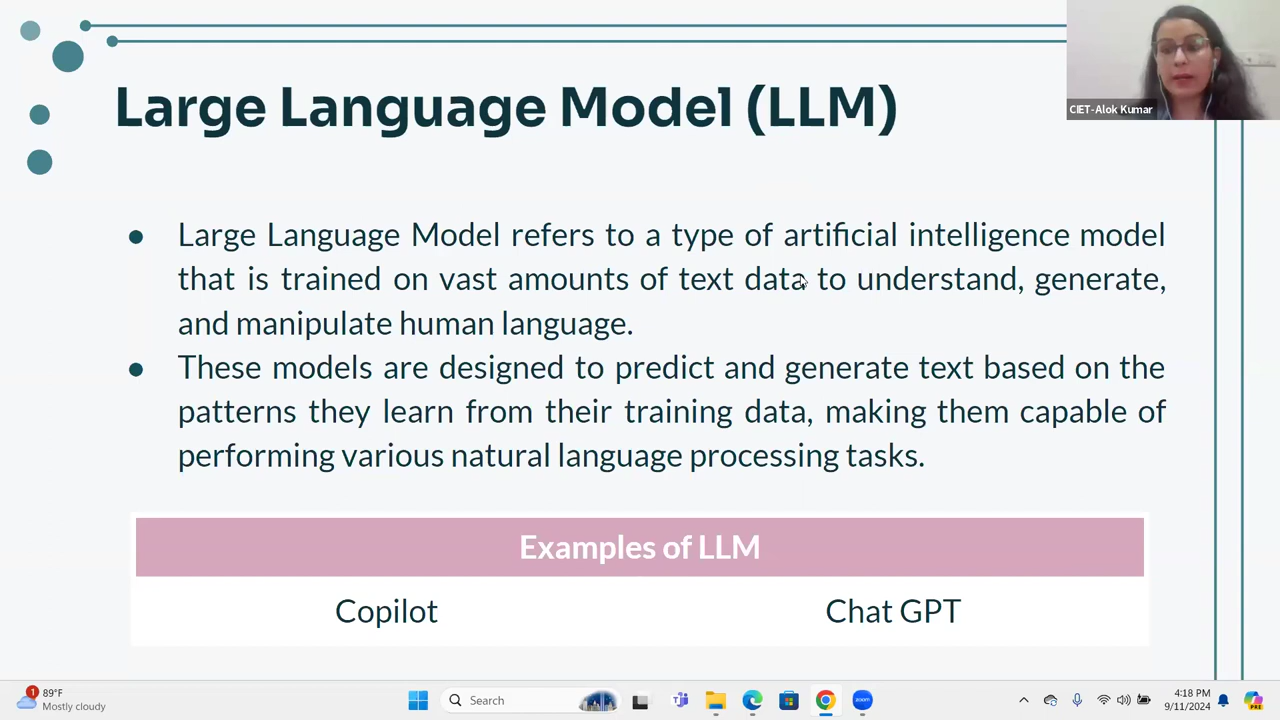 Large Language Model (LLM)
CIET-Alok Kumar
● Large Language Model refers to a type of artificial intelligence model
that is trained on vast amounts of text data to understand, generate,
and manipulate human language.
● These models are designed to predict and generate text based on the
patterns they learn from their training data, making them capable of
performing various natural language processing tasks.
Examples of LLM
Copilot Chat GPT
1
89°F
Mostly cloudy
Search
zoom
PRE
4:18 PM
9/11/2024